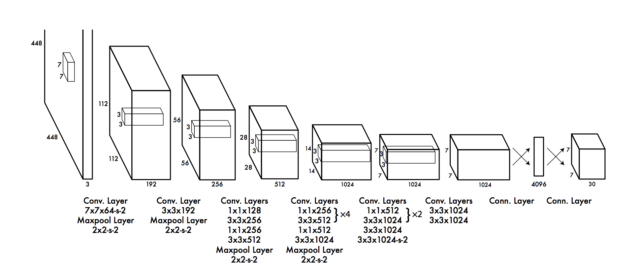 448
448
7
7
3
112
112
3
3
192
56
56
3
3
256
28
28
3
3
512
14
14
3
3
1024
7
7
3
3
1024
7
7
1024
4096
7
7
30
Conv. Layer
7x7x64-s-2
Maxpool Layer
2x2-s-2
Conv. Layer
3x3x192
Maxpool Layer
2x2-s-2
Conv. Layers
1x1x128
3x3x256
1x1x256
3x3x512
Maxpool Layer
2x2-s-2
Conv. Layers
1x1x256
3x3x512
} ×4
1x1x512
3x3x1024
Maxpool Layer
2x2-s-2
Conv. Layers
1x1x512
3x3x1024
} ×2
3x3x1024
3x3x1024-s-2
Conv. Layers
3x3x1024
3x3x1024
Conn. Layer
Conn. Layer